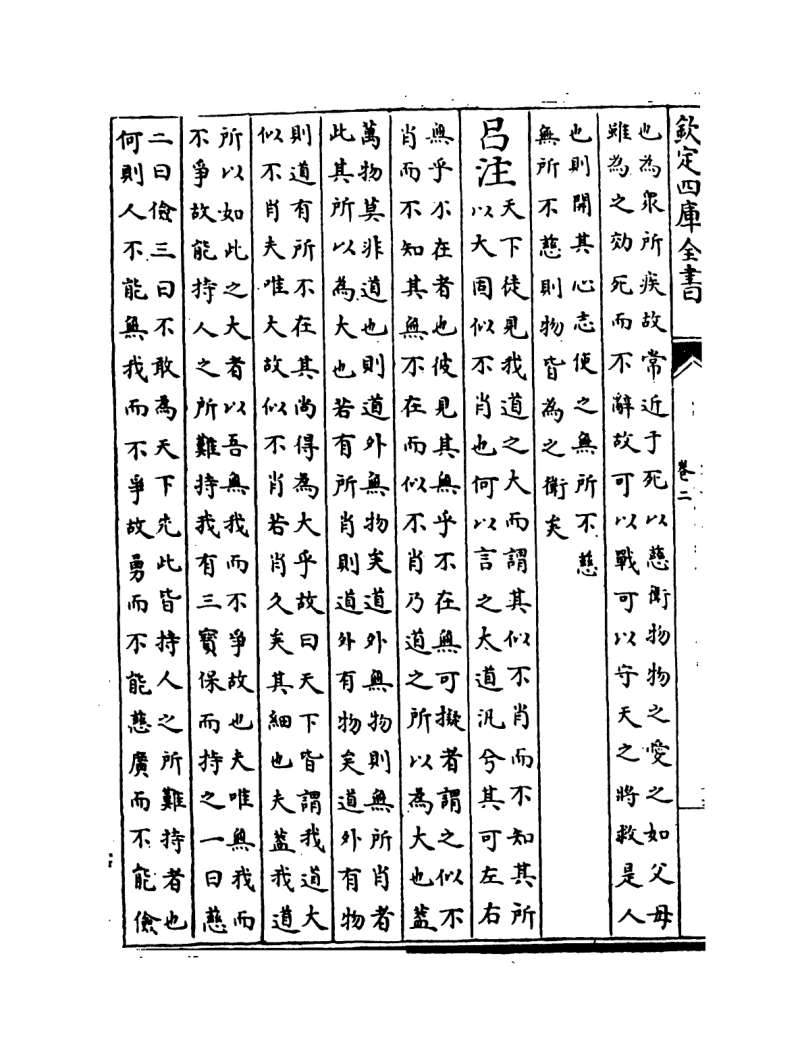 欽定四庫全書
卷二
也為衆所疾故常近于死以慈衛物物之愛之如父母
雖為之効死而不辭故可以戰可以守天之將救是人
也則開其心志使之無所不慈
無所不慈則物皆為之衛矣
吕注
天下徒見我道之大而謂其似不肖而不知其所
以大固似不肖也何以言之大道汎兮其可左右
無乎不在者也彼見其無乎不在無可擬者謂之似不
肖而不知其無不在而似不肖乃道之所以為大也蓋
萬物莫非道也則道外無物矣道外無物則無所肖者
此其所以為大也若有所肖則道外有物矣道外有物
則道有所不在其尚得為大乎故曰天下皆謂我道大
似不肖夫唯大故似不肖若肖久矣其細也夫蓋我道
所以如此之大者以吾無我而不爭故也夫唯無我而
不爭故能持人之所難持我有三寳保而持之一曰慈
二曰儉三曰不敢為天下先此皆持人之所難持者也
何則人不能無我而不爭故勇而不能慈廣而不能儉